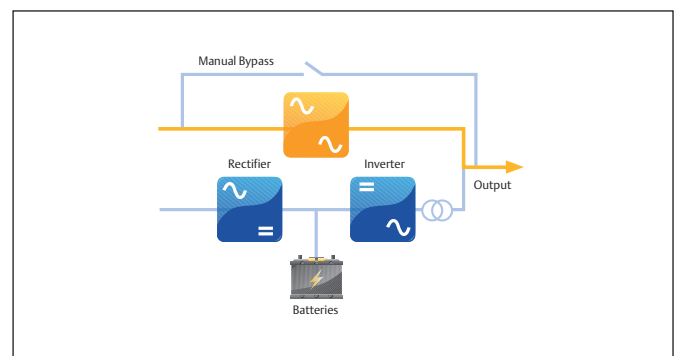 Manual Bypass
Rectifier
Inverter
Output
Batteries